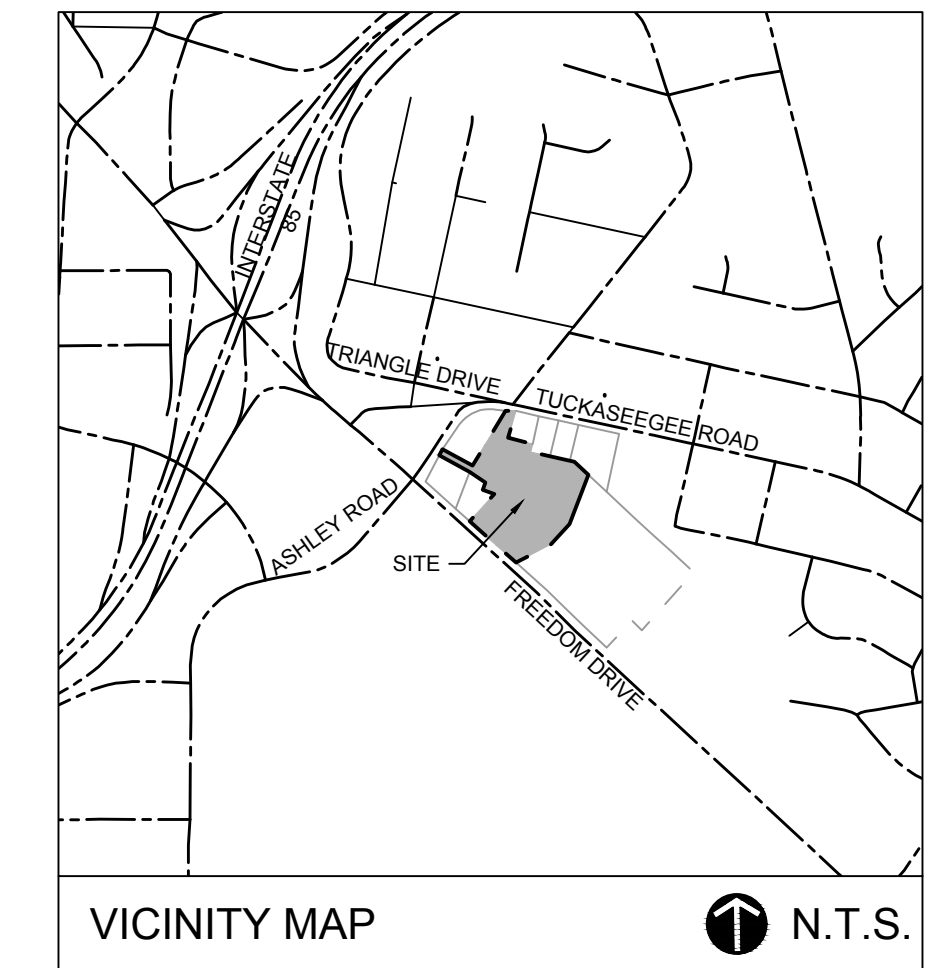 INTERSTATE
85
TRIANGLE DRIVE
TUCKASEEGEE ROAD
ASHLEY ROAD
SITE
FREEDOM DRIVE
VICINITY MAP
N.T.S.